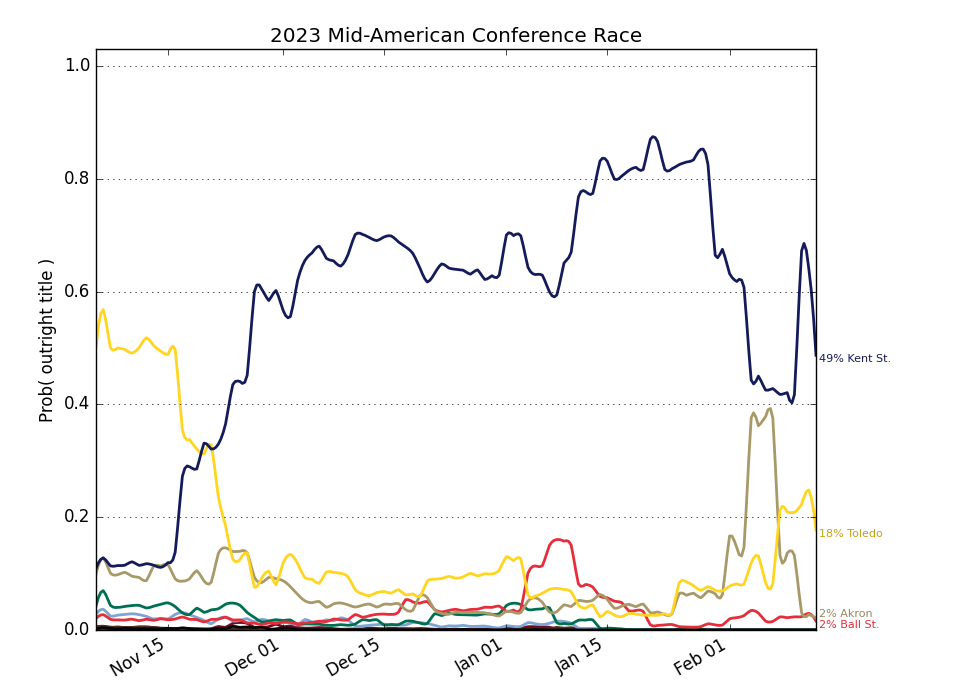 2023 Mid-American Conference Race
Prob( outright title )
1.0
0.8
0.6
0.4
0.2
0.0
49% Kent St.
18% Toledo
2% Akron
2% Ball St.
Nov 15
Dec 01
Dec 15
Jan 01
Jan 15
Feb 01